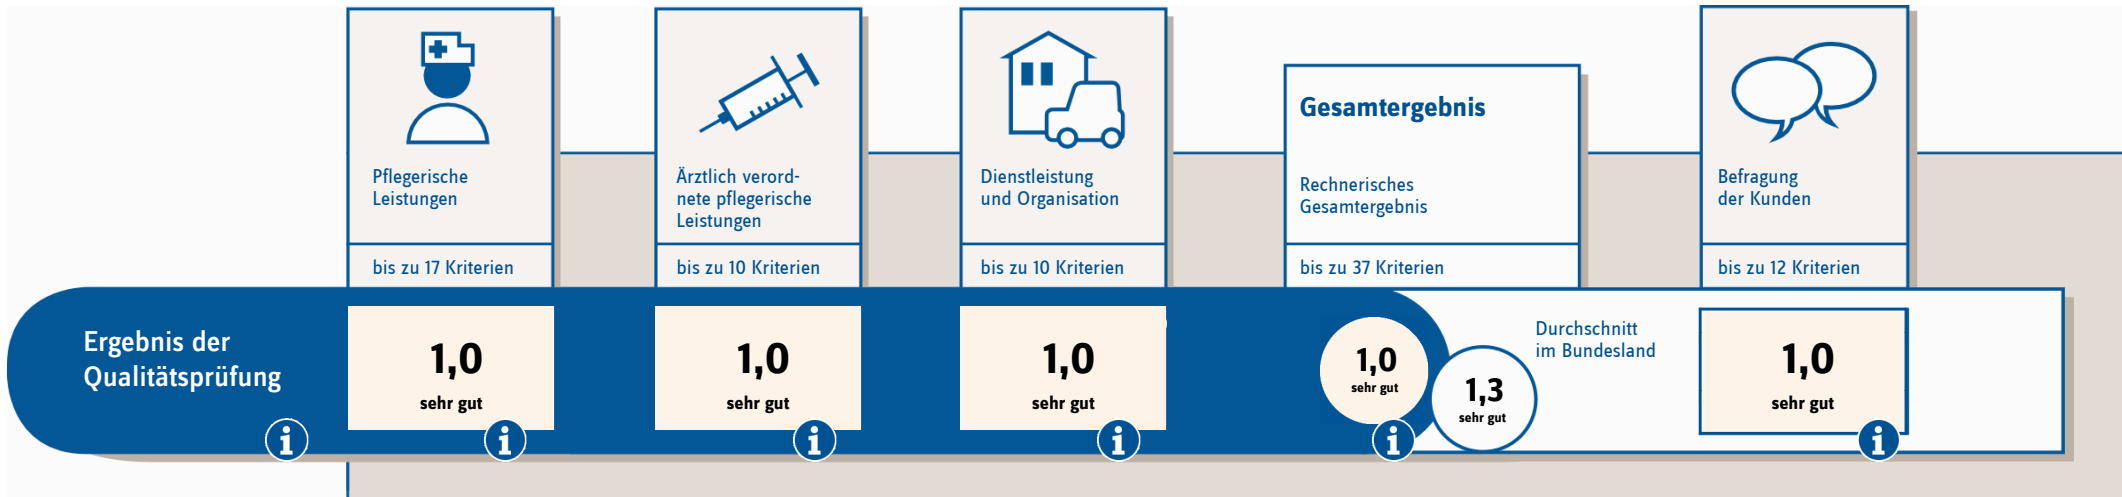 Pflegerische
Leistungen
bis zu 17 Kriterien
Ärztlich verord-
nete pflegerische
Leistungen
bis zu 10 Kriterien
Dienstleistung
und Organisation
bis zu 10 Kriterien
Gesamtergebnis
Rechnerisches
Gesamtergebnis
bis zu 37 Kriterien
Befragung
der Kunden
bis zu 12 Kriterien
Ergebnis der
Qualitätsprüfung
i
1,0
sehr gut
i
1,0
sehr gut
i
1,0
sehr gut
i
1,0
sehr gut
i
1,3
sehr gut
Durchschnitt
im Bundesland
1,0
sehr gut
i